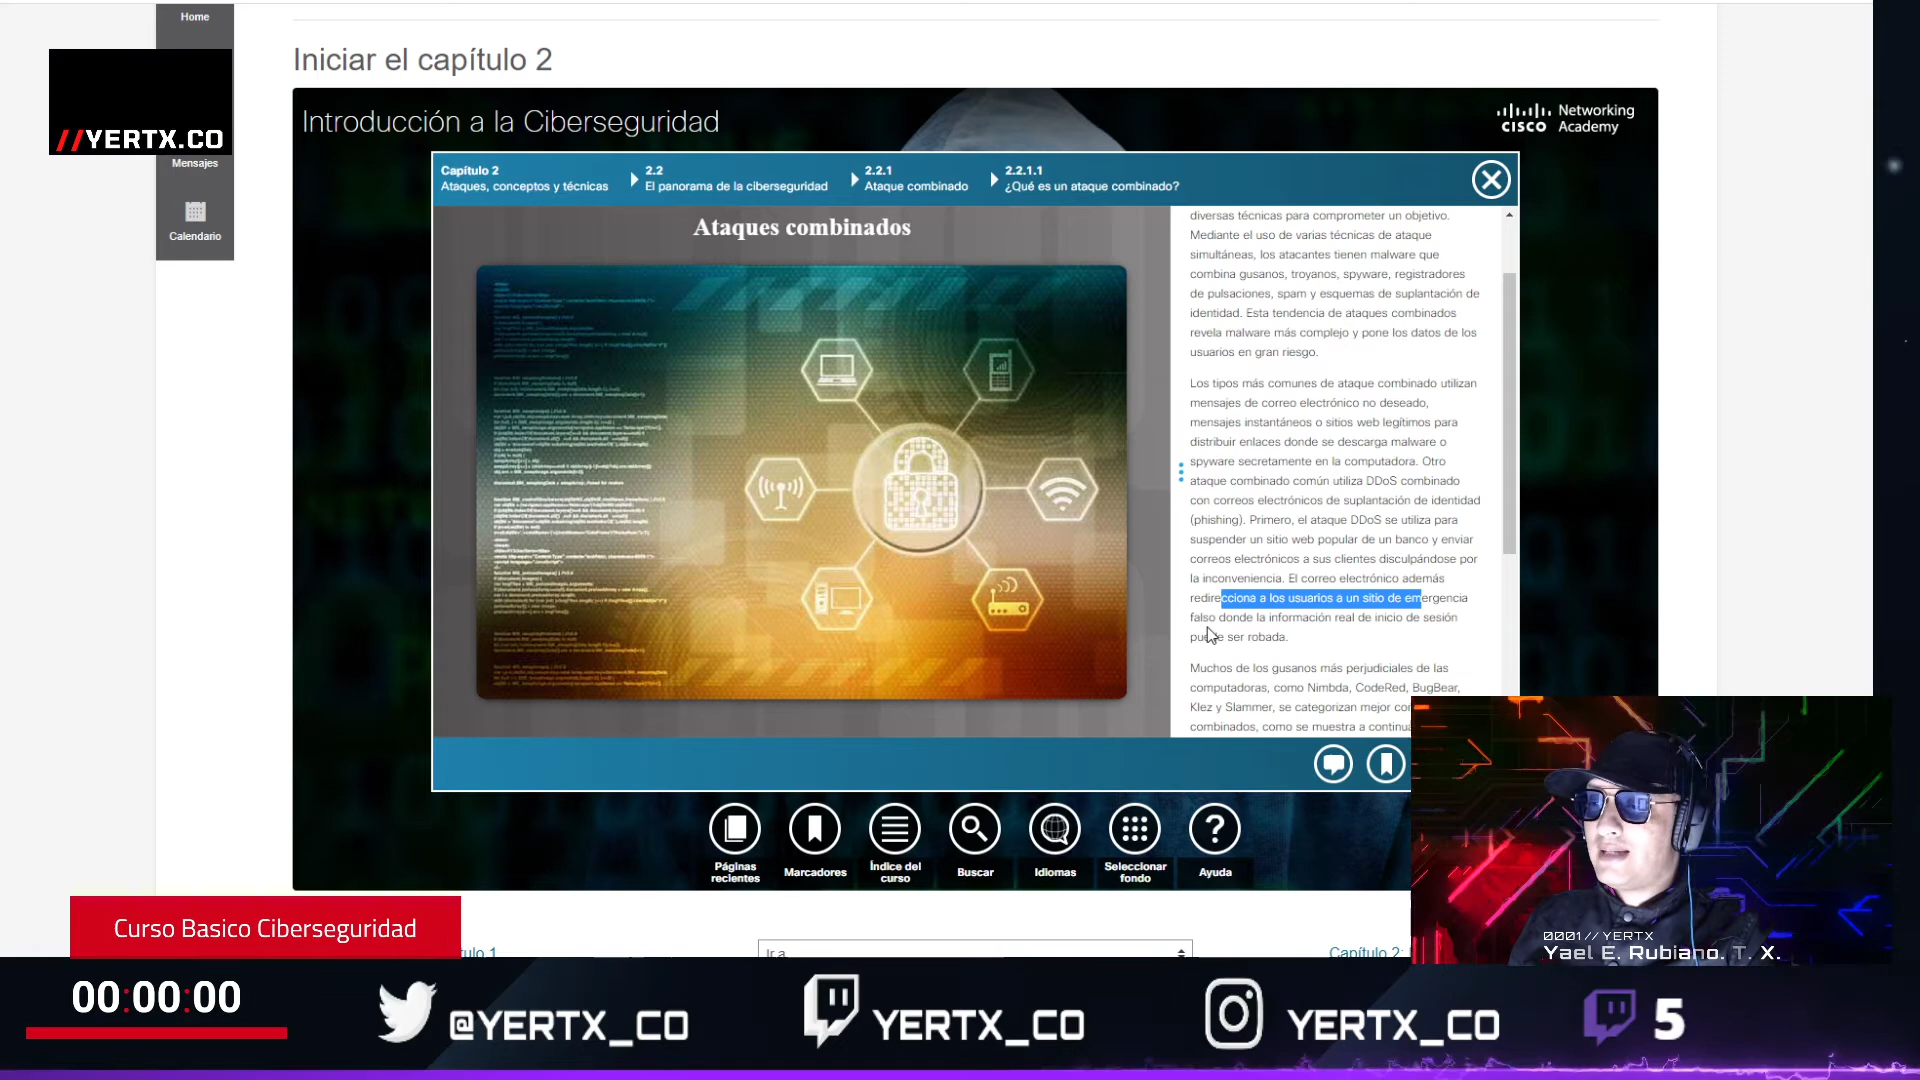 Home
Iniciar el capítulo 2
//YERTX.CO
Mensajes
Calendario
Introducción a la Ciberseguridad
Networking
CISCO Academy
Capítulo 2
Ataques, conceptos y técnicas
2.2
El panorama de la ciberseguridad
2.2.1
Ataque combinado
2.2.1.1
¿Qué es un ataque combinado?
Ataques combinados
diversas técnicas para comprometer un objetivo.
Mediante el uso de varias técnicas de ataque
simultáneas, los atacantes tienen malware que
combina gusanos, troyanos, spyware, registradores
de pulsaciones, spam y esquemas de suplantación de
identidad. Esta tendencia de ataques combinados
revela malware más complejo y pone los datos de los
usuarios en gran riesgo.
Los tipos más comunes de ataque combinado utilizan
mensajes de correo electrónico no deseado,
mensajes instantáneos o sitios web legítimos para
distribuir enlaces donde se descarga malware o
spyware secretamente en la computadora. Otro
ataque combinado común utiliza DDoS combinado
con correos electrónicos de suplantación de identidad
(phishing). Primero, el ataque DDoS se utiliza para
suspender un sitio web popular de un banco y enviar
correos electrónicos a sus clientes disculpándose por
la inconveniencia. El correo electrónico además
redirecciona a los usuarios a un sitio de emergencia
falso donde la información real de inicio de sesión
puede ser robada.
Muchos de los gusanos más perjudiciales de las
computadoras, como Nimbda, CodeRed, BugBear,
Klez y Slammer, se categorizan mejor co
combinados, como se muestra a continua
Páginas
recientes
Marcadores
Índice del
curso
Buscar
Idiomas
Seleccionar
fondo
Ayuda
Curso Basico Ciberseguridad
tulo 1
Ir a
Capítulo 2:
0001//YERTX
Yael E. Rubiano. T. X.
00:00:00
@YERTX_CO
YERTX_CO
YERTX_CO
5